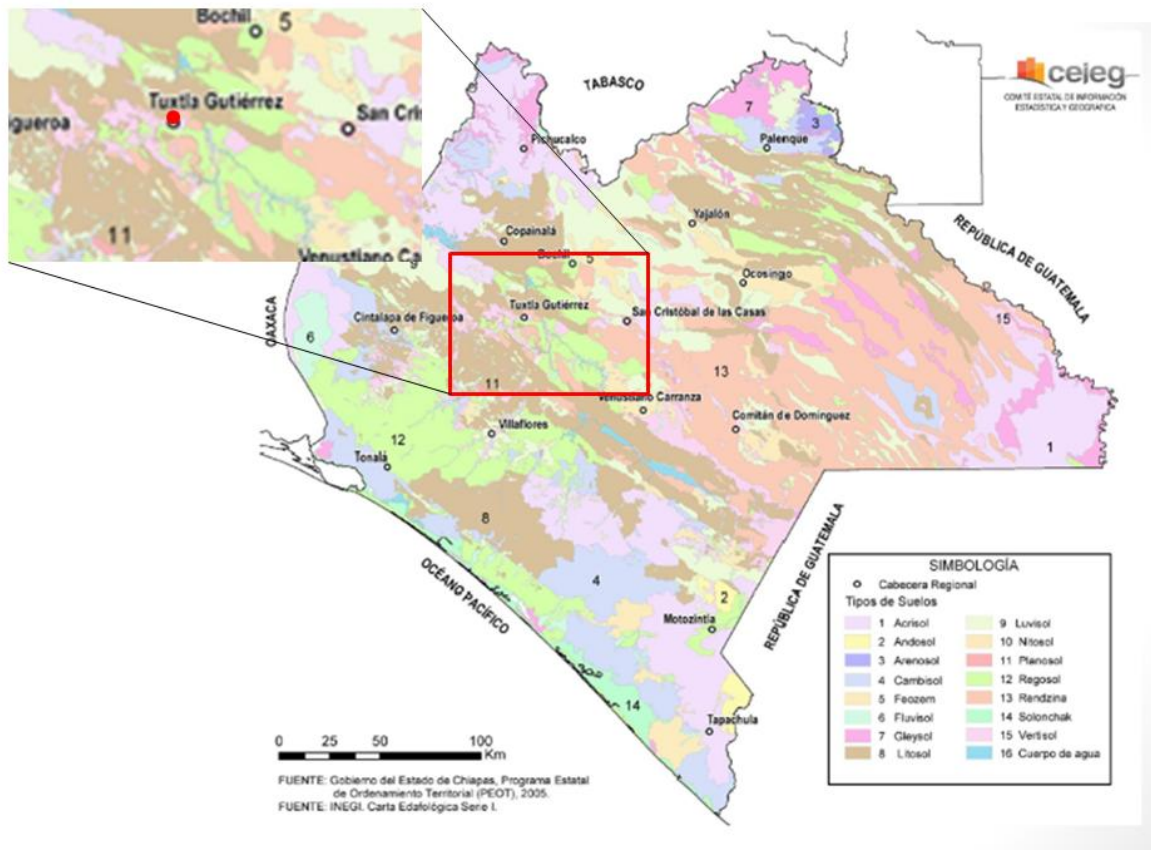 Bochil
5
Tuxtla Gutiérrez
gueroa
San Cris
11
Venustiano Ca
ceieg
COMITÉ ESTATAL DE INFORMACIÓN
ESTADÍSTICA Y GEOGRÁFICA
TABASCO
7
3
Palenque
Pichucalco
Yajalón
REPÚBLICA DE GUATEMALA
Copainalá
Bochil
5
Ocosingo
OAXACA
Tuxtla Gutiérrez
San Cristóbal de las Casas
Cintalapa de Figueroa
6
15
13
11
Venustiano Carranza
Comitán de Domínguez
Villaflores
12
1
Tonalá
8
OCÉANO PACÍFICO
4
2
Motozintla
REPÚBLICA DE GUATEMALA
14
Tapachula
SIMBOLOGÍA
Cabecera Regional
Tipos de Suelos
1 Acrisol
2 Andosol
3 Arenosol
4 Cambisol
5 Feozem
6 Fluvisol
7 Gleysol
8 Litosol
9 Luvisol
10 Nitosol
11 Planosol
12 Regosol
13 Rendzina
14 Solonchak
15 Vertisol
16 Cuerpo de agua
0 25 50 100
Km
FUENTE: Gobierno del Estado de Chiapas, Programa Estatal
de Ordenamiento Territorial (PEOT), 2005.
FUENTE: INEGI. Carta Edafológica Serie I.